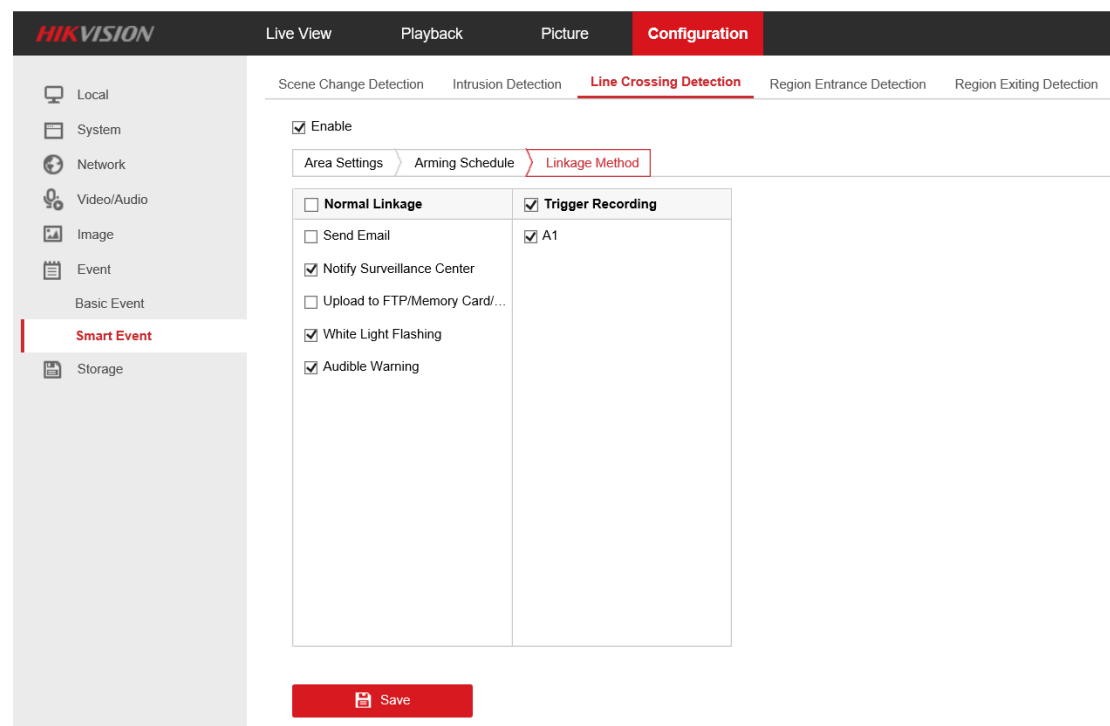 HIKVISION
Live View Playback Picture Configuration
Local
System
Network
Video/Audio
Image
Event
Basic Event
Smart Event
Storage
Scene Change Detection Intrusion Detection Line Crossing Detection Region Entrance Detection Region Exiting Detection
Enable
Area Settings Arming Schedule Linkage Method
Normal Linkage Trigger Recording
Send Email A1
Notify Surveillance Center
Upload to FTP/Memory Card/...
White Light Flashing
Audible Warning
Save